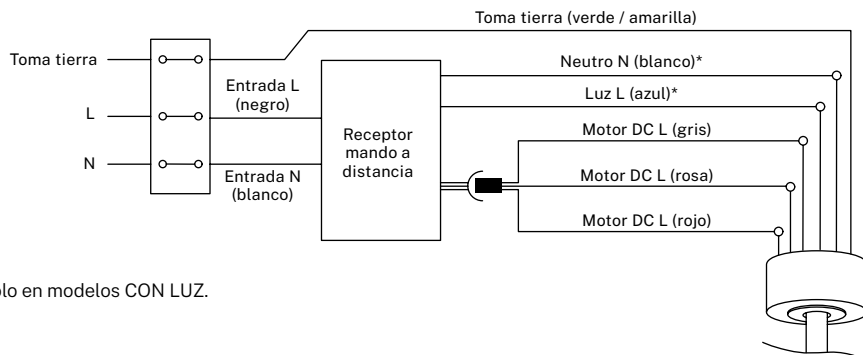 Toma tierra (verde / amarilla)
Toma tierra
Neutro N (blanco)*
Entrada L
(negro)
Luz L (azul)*
L
Receptor
mando a
distancia
Motor DC L (gris)
N
Entrada N
(blanco)
Motor DC L (rosa)
Motor DC L (rojo)
en modelos CON LUZ.